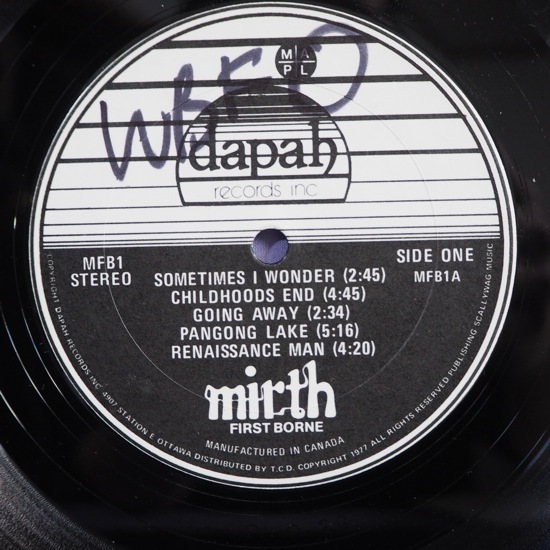 WBFO
M A
P L
dapah
records inc
MFB1
STEREO
SIDE ONE
MFB1A
SOMETIMES I WONDER (2:45)
CHILDHOODS END (4:45)
GOING AWAY (2:34)
PANGONG LAKE (5:16)
RENAISSANCE MAN (4:20)
mirth
FIRST BORNE
MANUFACTURED IN CANADA
COPYRIGHT DAPAH RECORDS INC 4907 STATION E OTTAWA DISTRIBUTED BY T.C.D. COPYRIGHT 1977 ALL RIGHTS RESERVED PUBLISHING SCALLYWAG MUSIC